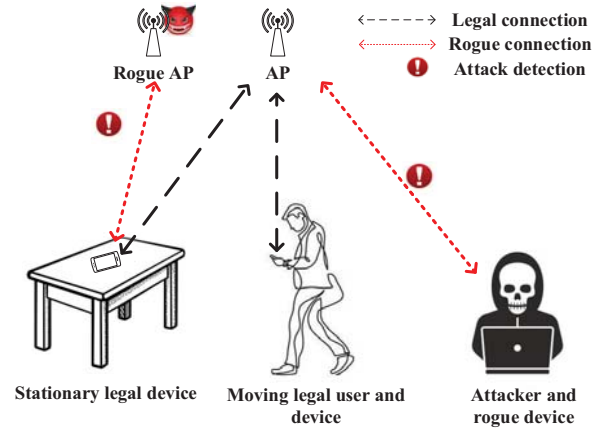 Legal connection
Rogue connection
Attack detection
Rogue AP
AP
Stationary legal device
Moving legal user and
device
Attacker and
rogue device